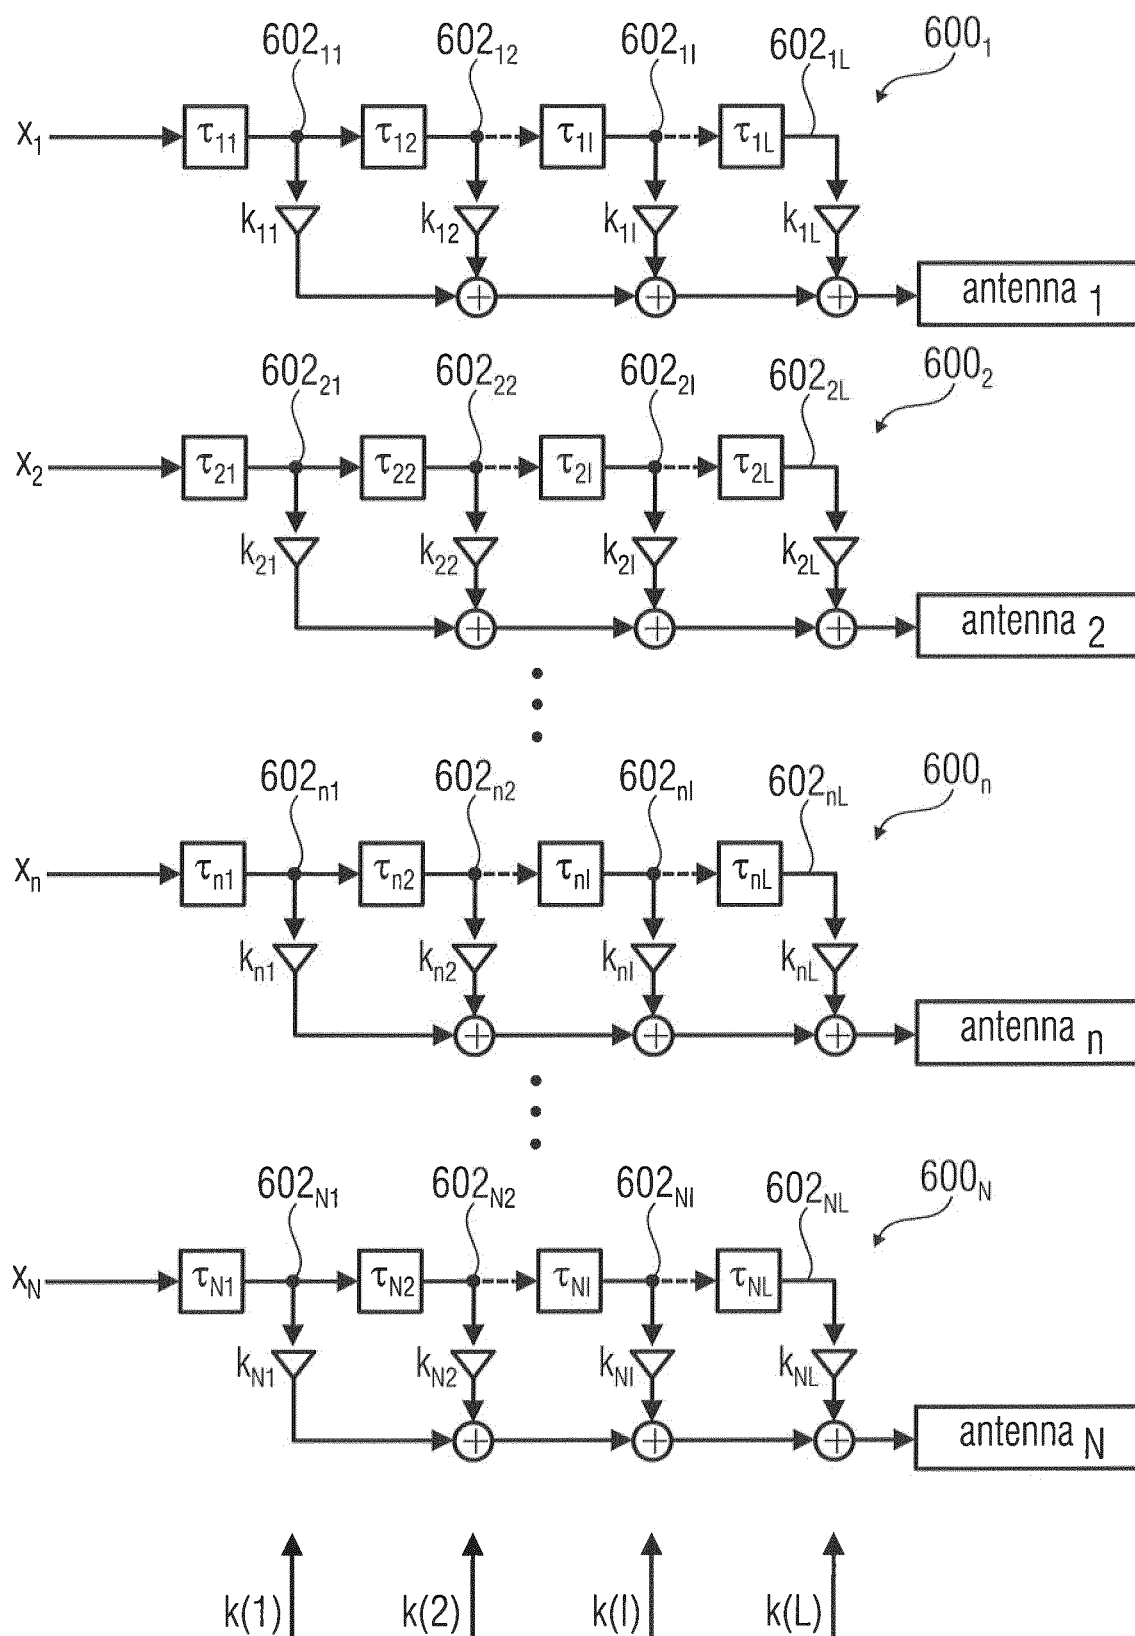 602₁₁ 602₁₂ 602₁ₗ 602₁L 600₁
x₁ τ₁₁ τ₁₂ τ₁ₗ τ₁L
k₁₁ k₁₂ k₁ₗ k₁L
antenna 1
602₂₁ 602₂₂ 602₂ₗ 602₂L 600₂
x₂ τ₂₁ τ₂₂ τ₂ₗ τ₂L
k₂₁ k₂₂ k₂ₗ k₂L
antenna 2
602ₙ₁ 602ₙ₂ 602ₙₗ 602ₙL 600ₙ
xₙ τₙ₁ τₙ₂ τₙₗ τₙL
kₙ₁ kₙ₂ kₙₗ kₙL
antenna n
602N1 602N2 602Nl 602NL 600N
xN τN1 τN2 τNl τNL
kN1 kN2 kNl kNL
antenna N
k(1) k(2) k(l) k(L)